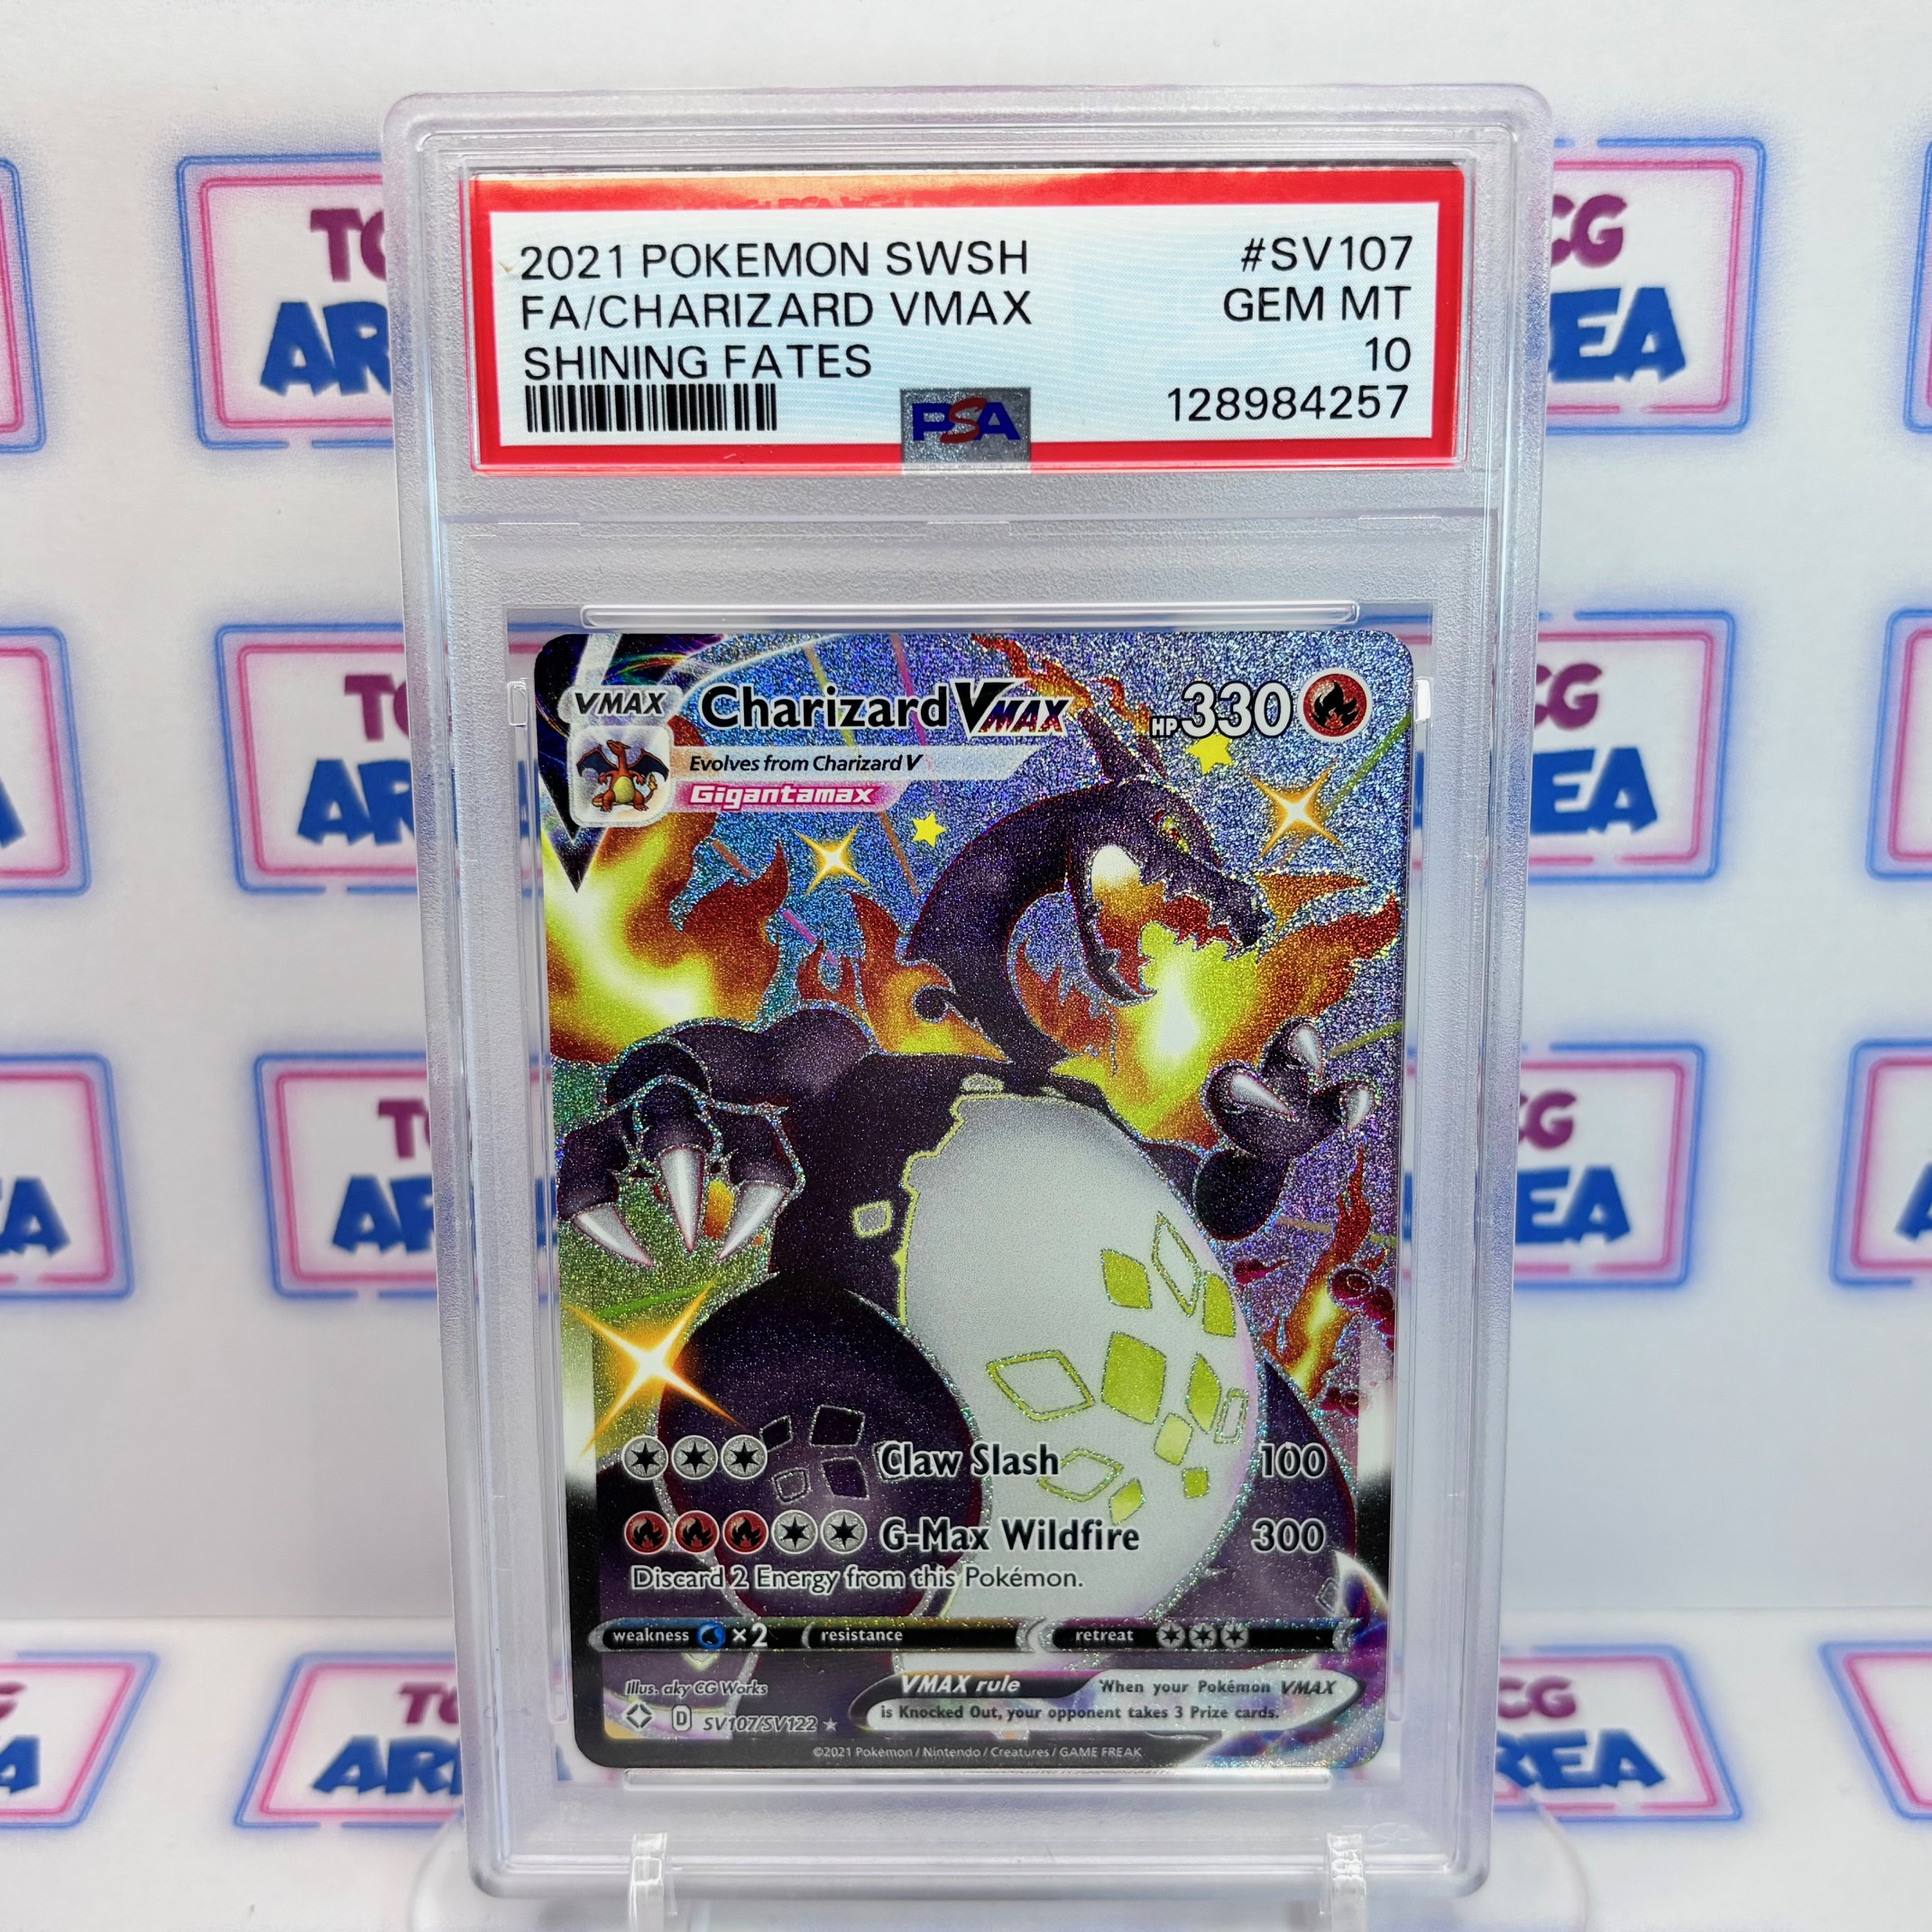 2021 POKEMON SWSH #SV107
FA/CHARIZARD VMAX GEM MT
SHINING FATES 10
PSA 128984257
VMAX Charizard VMAX HP 330
Evolves from Charizard V
Gigantamax
Claw Slash 100
G-Max Wildfire 300
Discard 2 Energy from this Pokémon.
weakness ×2 resistance retreat
Illus. aky CG Works
VMAX rule When your Pokémon VMAX
is Knocked Out, your opponent takes 3 Prize cards.
D SV107/SV122
©2021 Pokémon / Nintendo / Creatures / GAME FREAK
TCG
AREA